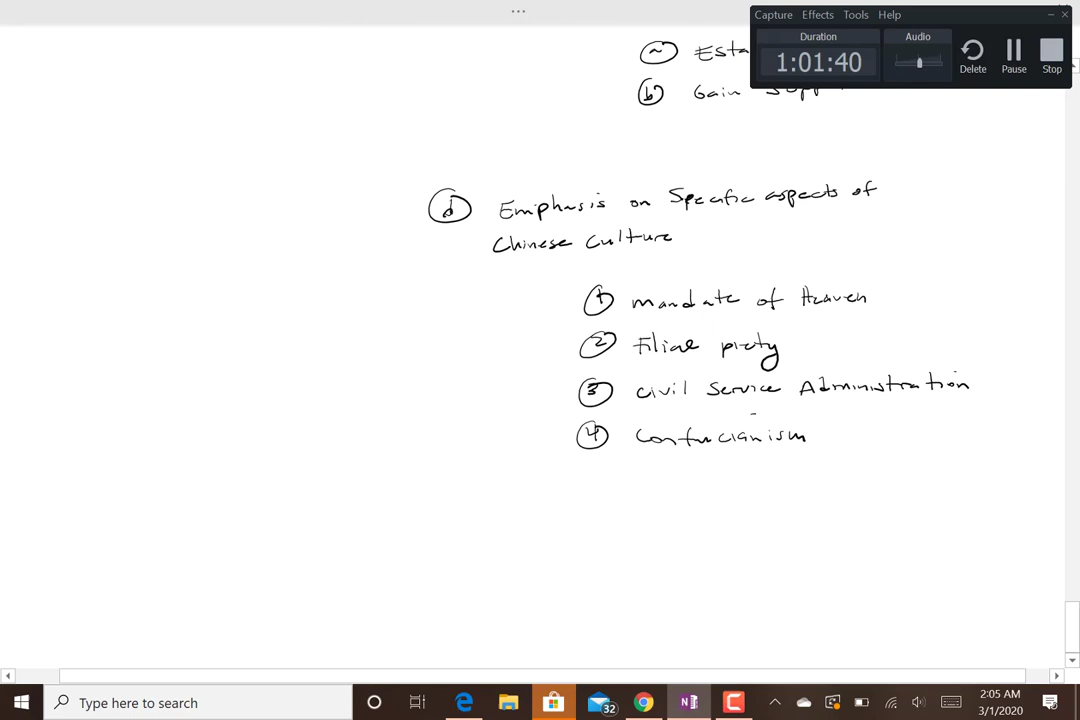 Capture Effects Tools Help
Duration Audio
1:01:40 Delete Pause Stop
a Esta
b Gain Supp
d Emphasis on Specific aspects of
Chinese Culture
1 Mandate of Heaven
2 Filial piety
3 Civil Service Administration
4 Confucianism
Type here to search
32
2:05 AM
3/1/2020